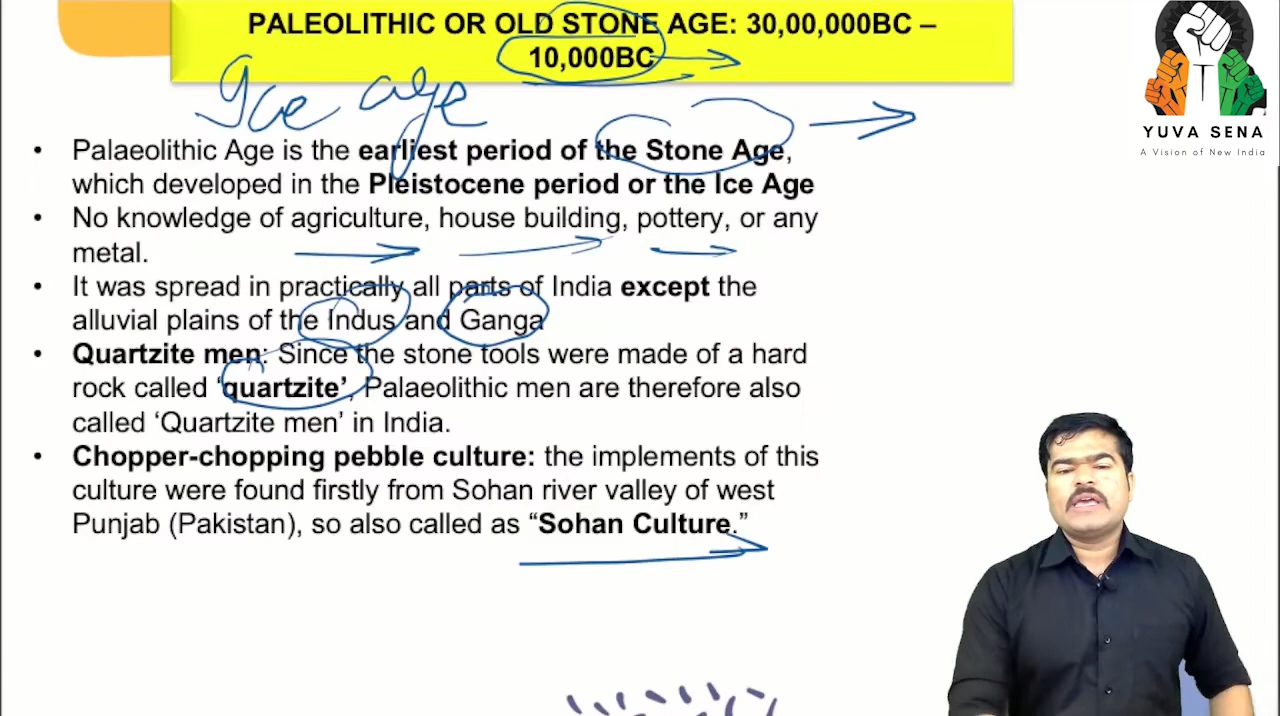 PALEOLITHIC OR OLD STONE AGE: 30,00,000BC –
10,000BC
Ice age
• Palaeolithic Age is the earliest period of the Stone Age,
which developed in the Pleistocene period or the Ice Age
• No knowledge of agriculture, house building, pottery, or any
metal.
• It was spread in practically all parts of India except the
alluvial plains of the Indus and Ganga
• Quartzite men: Since the stone tools were made of a hard
rock called ‘quartzite’, Palaeolithic men are therefore also
called ‘Quartzite men’ in India.
• Chopper-chopping pebble culture: the implements of this
culture were found firstly from Sohan river valley of west
Punjab (Pakistan), so also called as “Sohan Culture.”
YUVA SENA
A Vision of New India